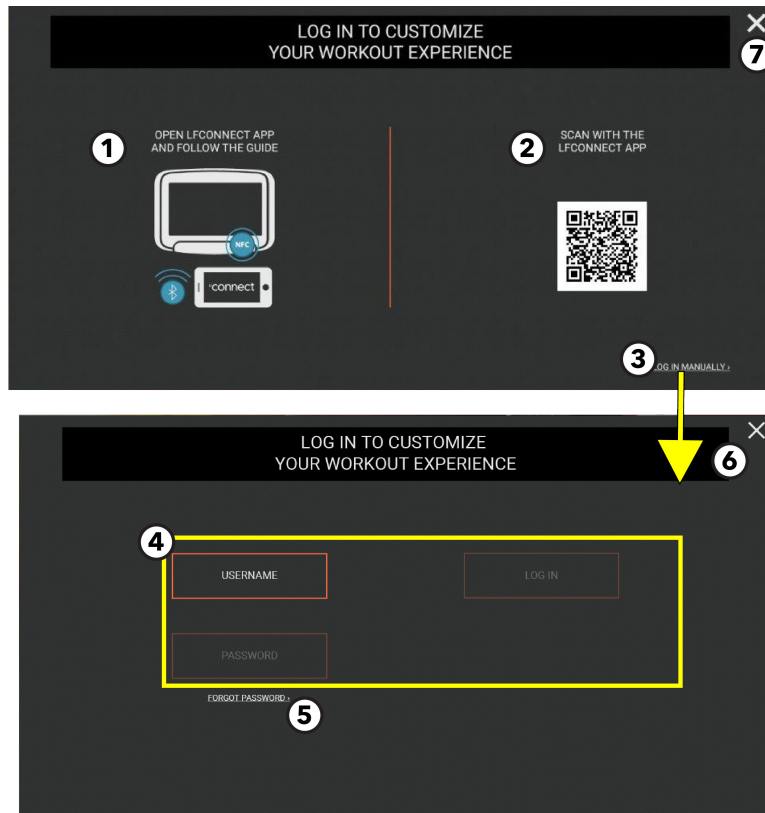 LOG IN TO CUSTOMIZE
YOUR WORKOUT EXPERIENCE
7
1
OPEN LFCONNECT APP
AND FOLLOW THE GUIDE
2
SCAN WITH THE
LFCONNECT APP
NFC
connect
3
OG IN MANUALLY ›
LOG IN TO CUSTOMIZE
YOUR WORKOUT EXPERIENCE
6
4
USERNAME
LOG IN
PASSWORD
FORGOT PASSWORD ›
5